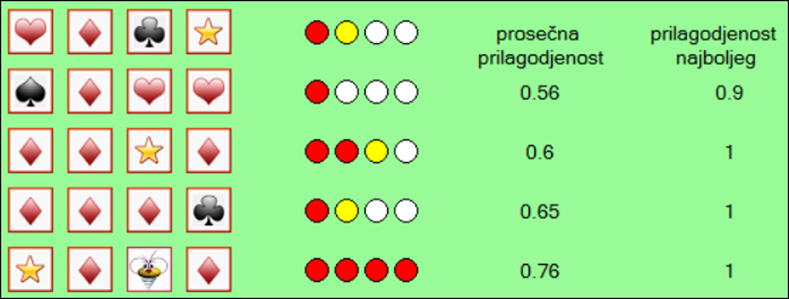 prosečna prilagodjenost
prilagodjenost najboljeg
0.56 0.9
0.6 1
0.65 1
0.76 1